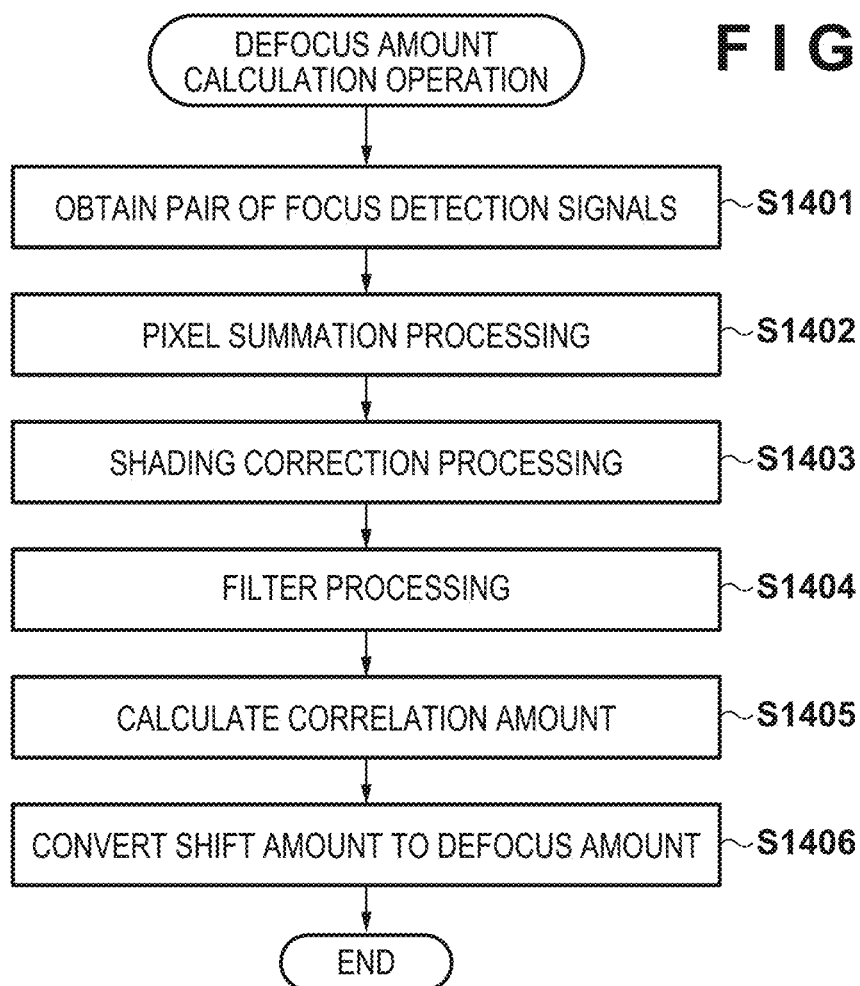 DEFOCUS AMOUNT
CALCULATION OPERATION
FIG
OBTAIN PAIR OF FOCUS DETECTION SIGNALS
S1401
PIXEL SUMMATION PROCESSING
S1402
SHADING CORRECTION PROCESSING
S1403
FILTER PROCESSING
S1404
CALCULATE CORRELATION AMOUNT
S1405
CONVERT SHIFT AMOUNT TO DEFOCUS AMOUNT
S1406
END